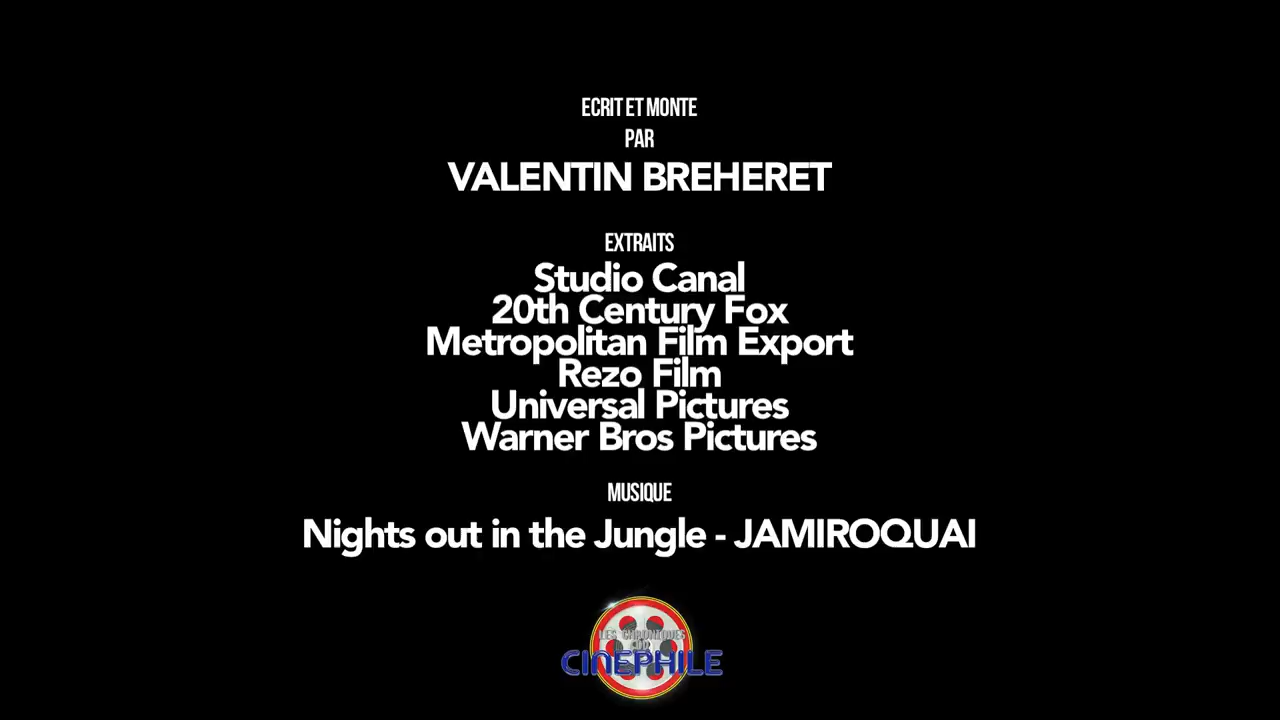 ECRIT ET MONTE
PAR
VALENTIN BREHERET
EXTRAITS
Studio Canal
20th Century Fox
Metropolitan Film Export
Rezo Film
Universal Pictures
Warner Bros Pictures
MUSIQUE
Nights out in the Jungle - JAMIROQUAI
LES CHRONIQUES
DU
CINEPHILE